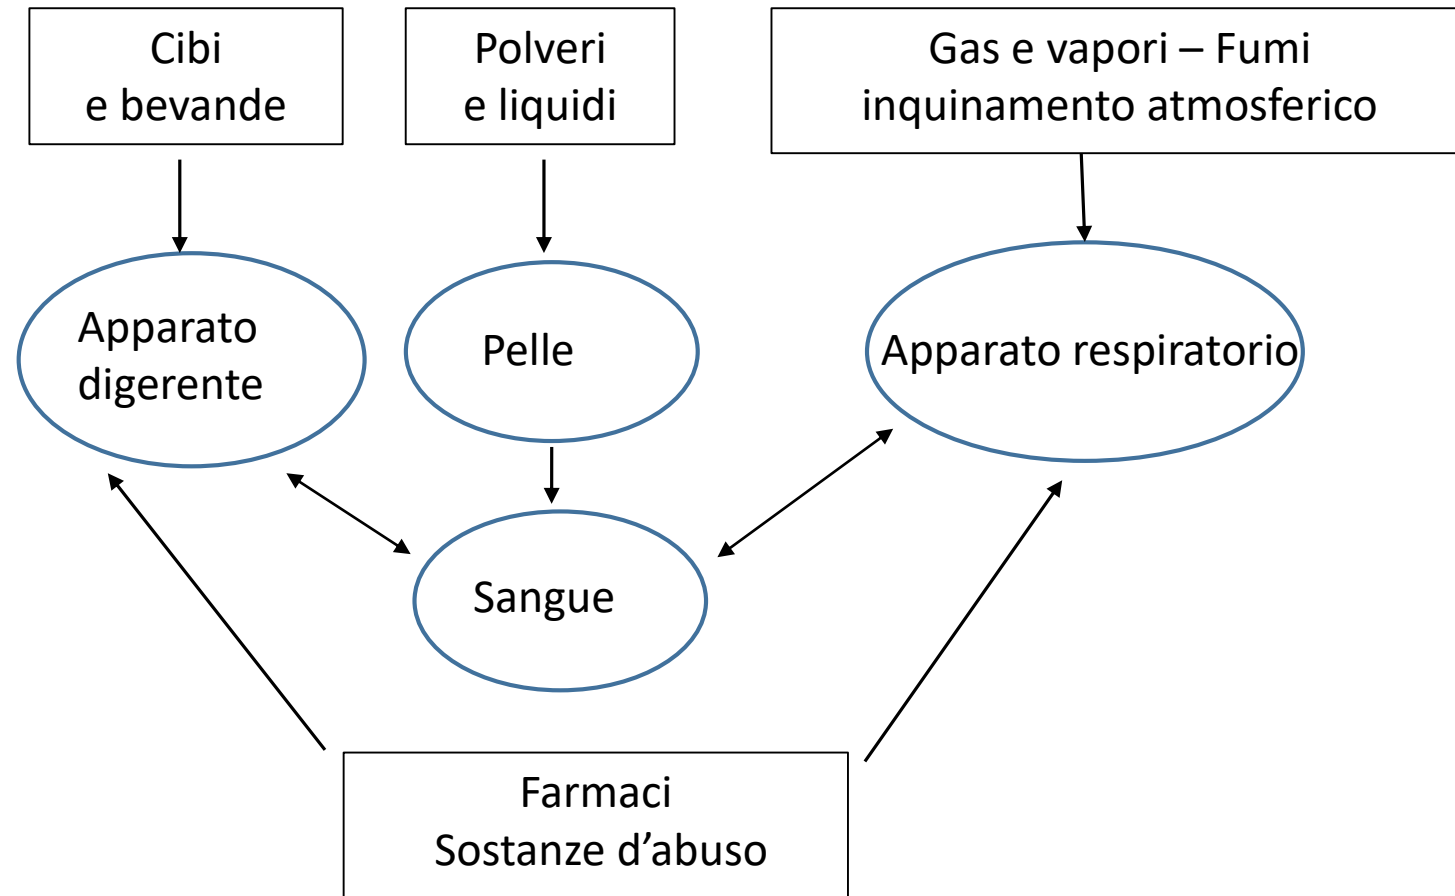 Cibi
e bevande
Polveri
e liquidi
Gas e vapori – Fumi
inquinamento atmosferico
Apparato
digerente
Pelle
Apparato respiratorio
Sangue
Farmaci
Sostanze d’abuso